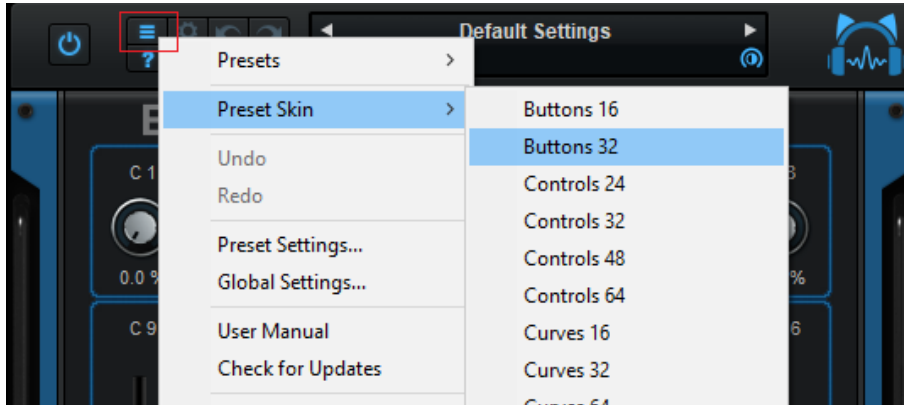 Default Settings
?
Presets
Preset Skin
Buttons 16
Buttons 32
Undo
C 1
Controls 24
Redo
Controls 32
Preset Settings...
Controls 48
0.0 %
Global Settings...
%
Controls 64
C 9
User Manual
Curves 16
6
Check for Updates
Curves 32